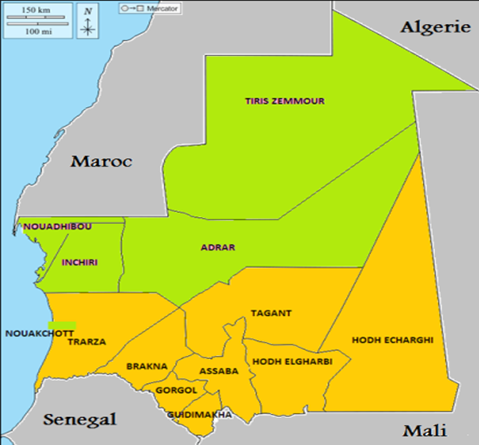 150 km
100 mi
N
Mercator
Algerie
TIRIS ZEMMOUR
Maroc
NOUADHIBOU
ADRAR
INCHIRI
TAGANT
NOUAKCHOTT
TRARZA
HODH ECHARGHI
HODH ELGHARBI
BRAKNA
ASSABA
GORGOL
GUIDIMAKHA
Senegal
Mali